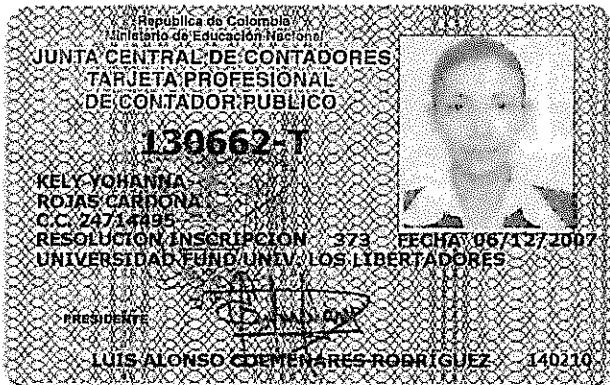 República de Colombia
Ministerio de Educación Nacional
JUNTA CENTRAL DE CONTADORES
TARJETA PROFESIONAL
DE CONTADOR PUBLICO
130662-T
KELY YOHANNA
ROJAS CARDONA
C.C. 24714495
RESOLUCION INSCRIPCION 373 FECHA 06/12/2007
UNIVERSIDAD FUND.UNIV. LOS LIBERTADORES
PRESIDENTE
LUIS ALONSO COLMENARES RODRIGUEZ 140210